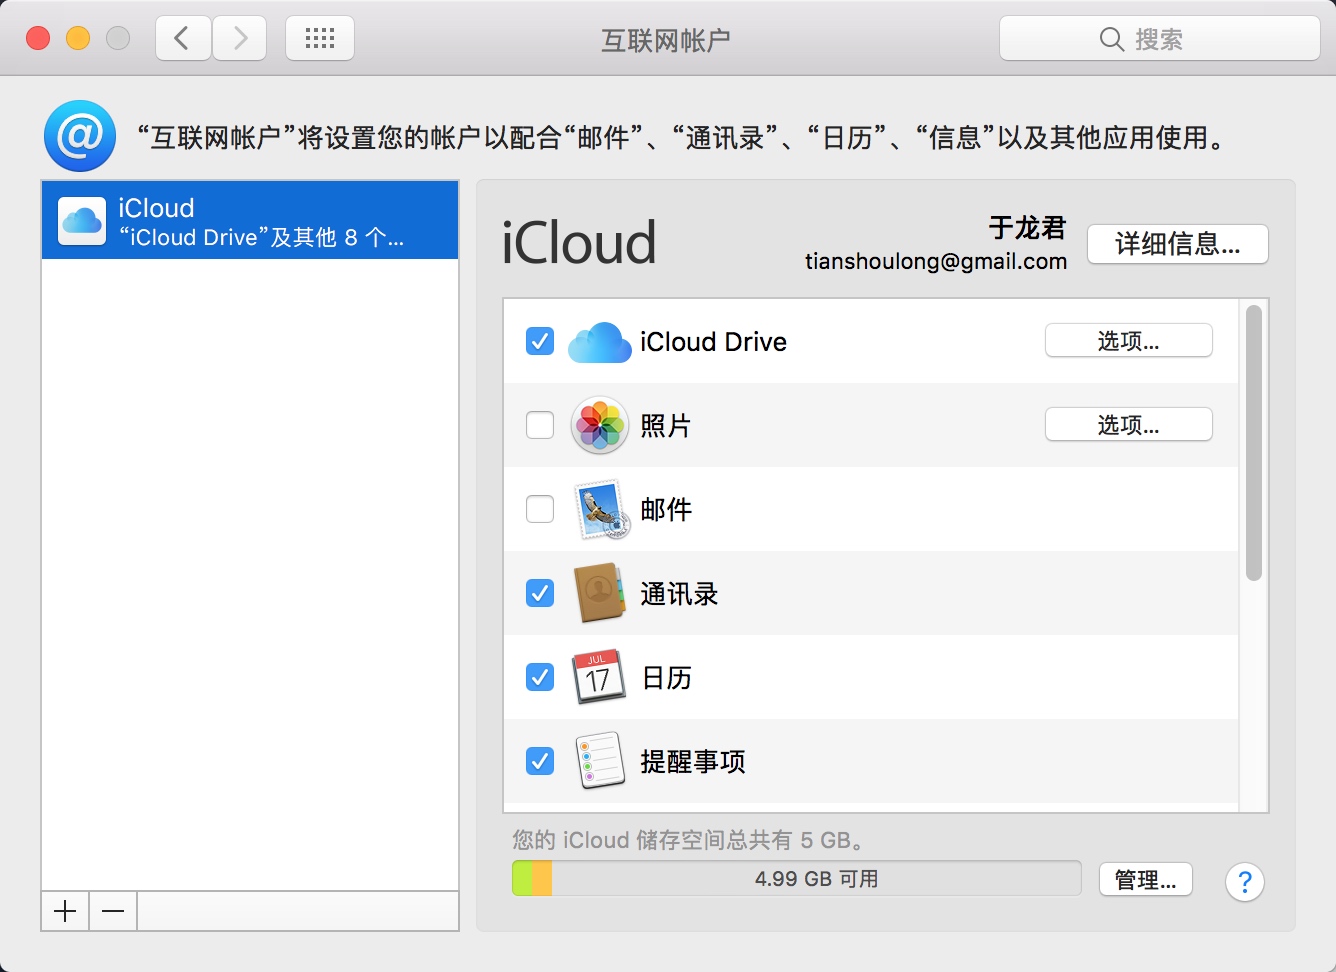 互联网帐户
搜索
“互联网帐户”将设置您的帐户以配合“邮件”、“通讯录”、“日历”、“信息”以及其他应用使用。
iCloud
“iCloud Drive”及其他 8 个...
iCloud
于龙君
tianshoulong@gmail.com
详细信息...
iCloud Drive
选项...
照片
选项...
邮件
通讯录
JUL
17
日历
提醒事项
您的 iCloud 储存空间总共有 5 GB。
4.99 GB 可用
管理...
?